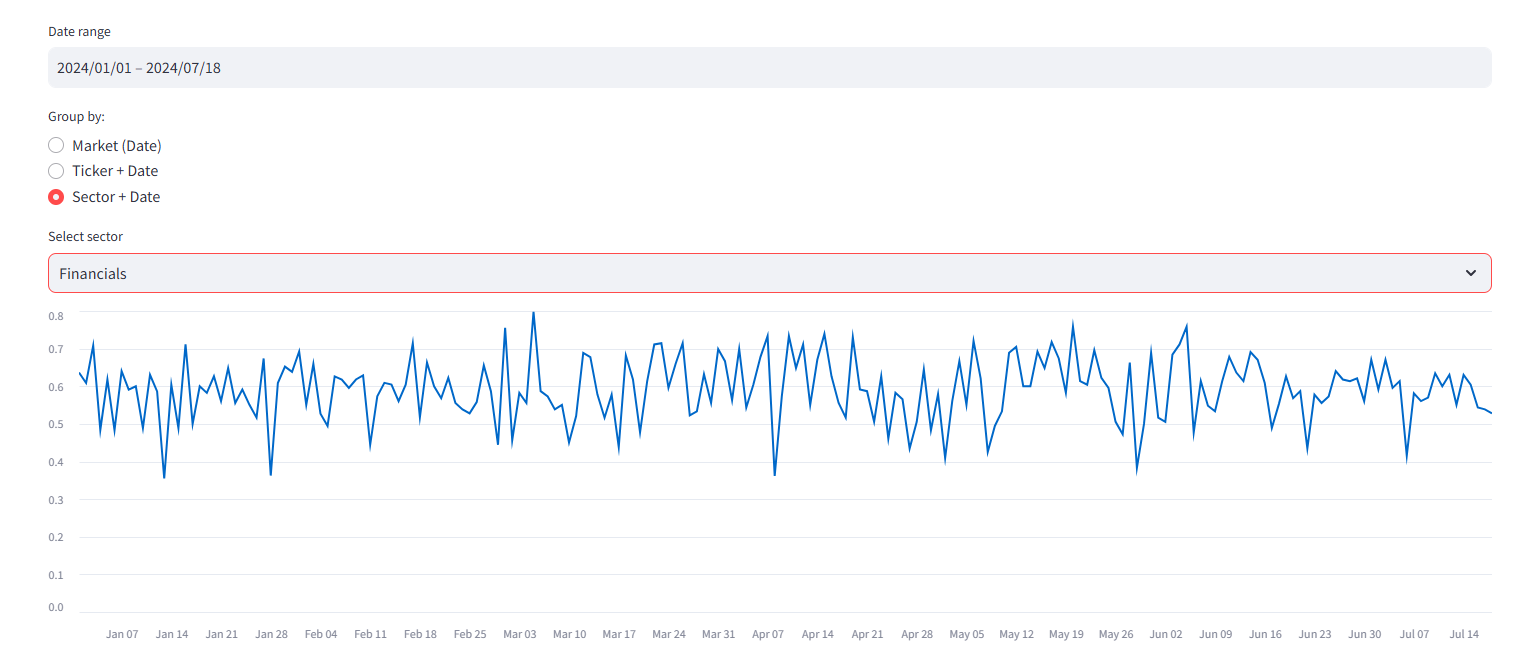 Date range
2024/01/01 – 2024/07/18
Group by:
Market (Date)
Ticker + Date
Sector + Date
Select sector
Financials
0.8
0.7
0.6
0.5
0.4
0.3
0.2
0.1
0.0
Jan 07 Jan 14 Jan 21 Jan 28 Feb 04 Feb 11 Feb 18 Feb 25 Mar 03 Mar 10 Mar 17 Mar 24 Mar 31 Apr 07 Apr 14 Apr 21 Apr 28 May 05 May 12 May 19 May 26 Jun 02 Jun 09 Jun 16 Jun 23 Jun 30 Jul 07 Jul 14